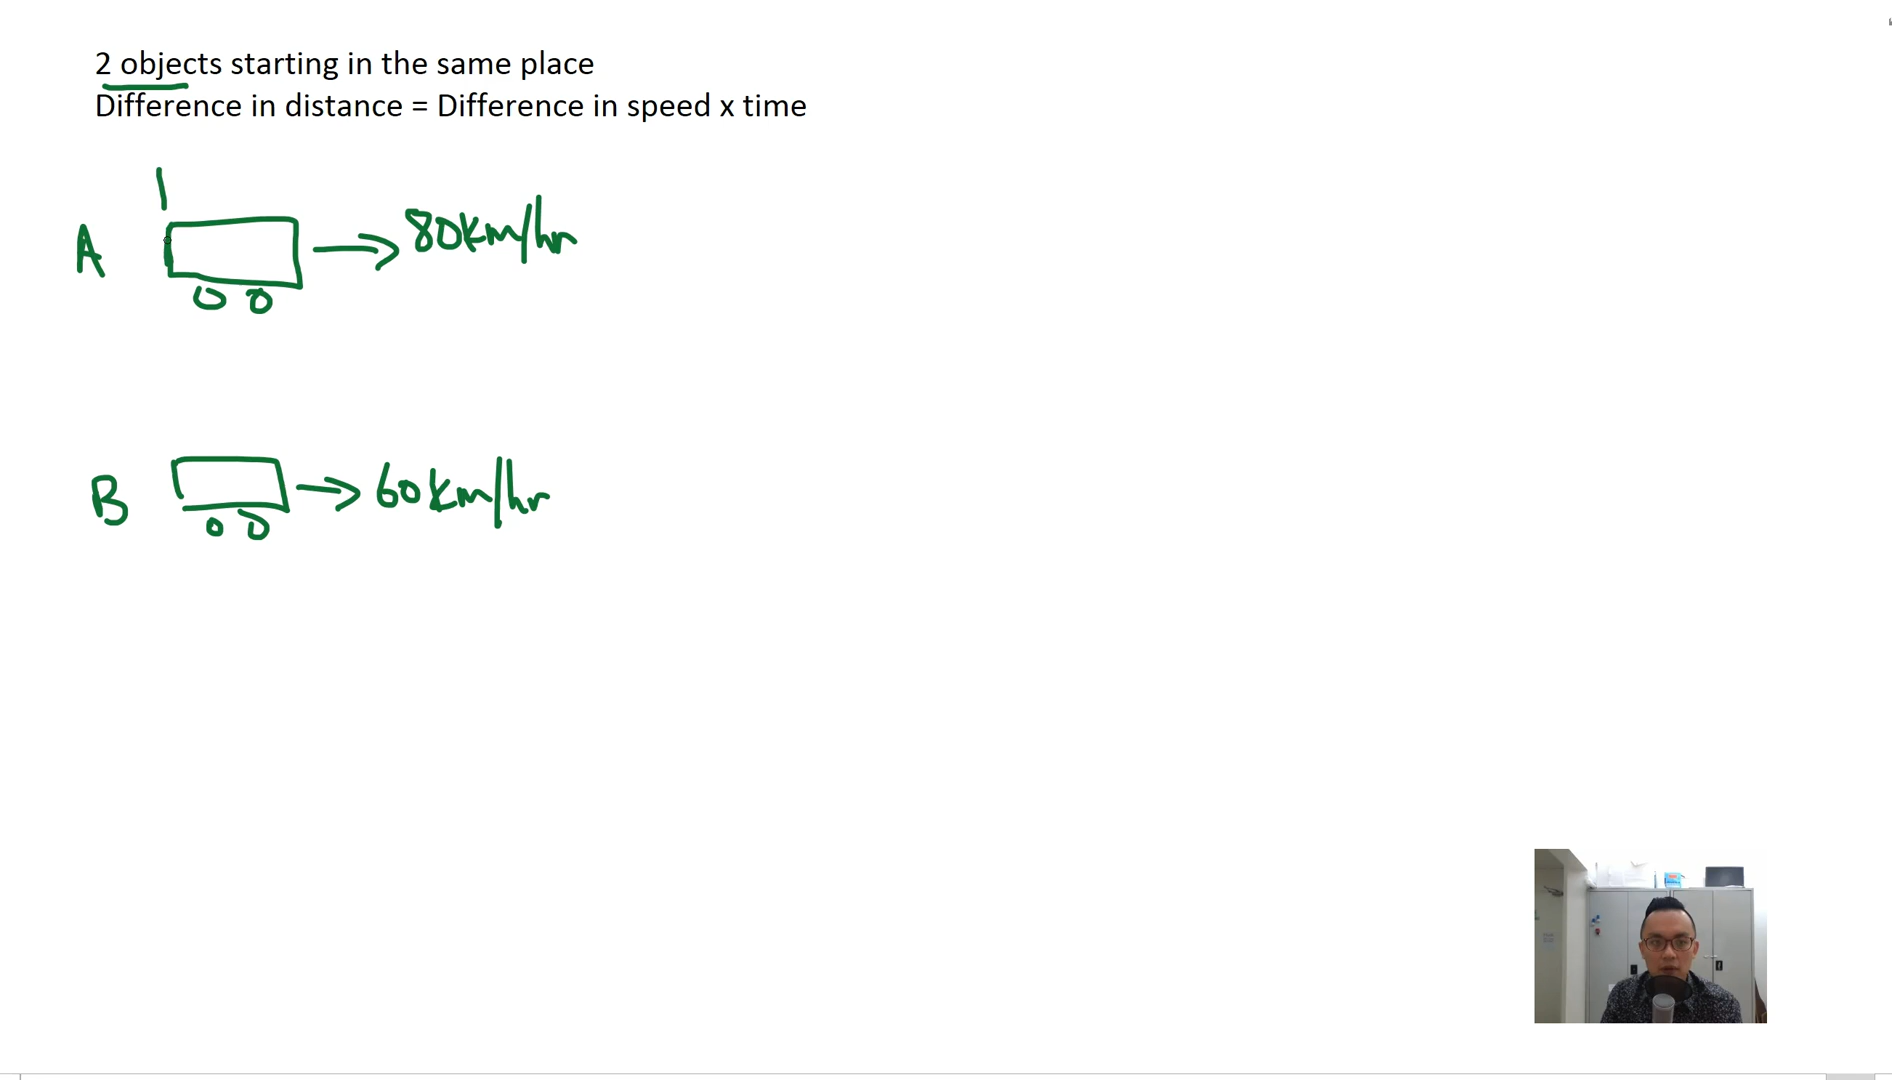 2 objects starting in the same place
Difference in distance = Difference in speed x time
A 80km/hr
B 60km/hr